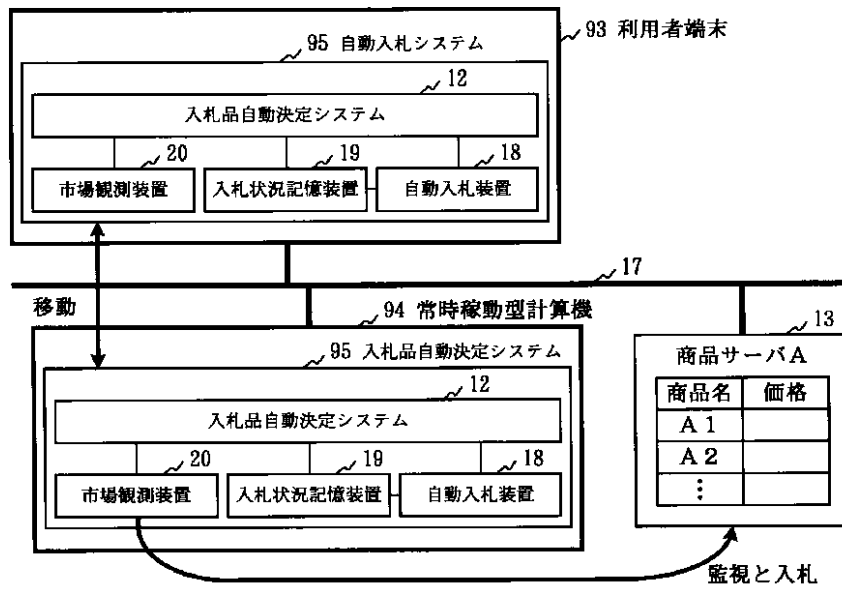 93 利用者端末
95 自動入札システム
12
入札品自動決定システム
20
19
18
市場観測装置
入札状況記憶装置
自動入札装置
17
移動
94 常時稼動型計算機
13
95 入札品自動決定システム
商品サーバA
12
入札品自動決定システム
商品名
価格
A1
A2
⋮
20
19
18
市場観測装置
入札状況記憶装置
自動入札装置
監視と入札